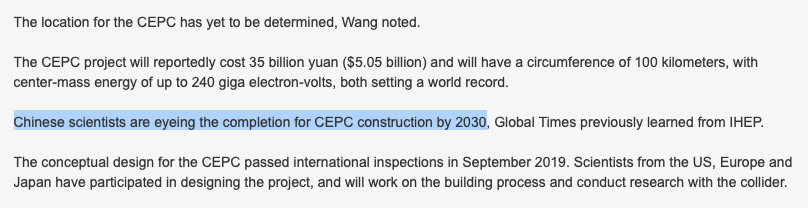 The location for the CEPC has yet to be determined, Wang noted.
The CEPC project will reportedly cost 35 billion yuan ($5.05 billion) and will have a circumference of 100 kilometers, with
center-mass energy of up to 240 giga electron-volts, both setting a world record.
Chinese scientists are eyeing the completion for CEPC construction by 2030, Global Times previously learned from IHEP.
The conceptual design for the CEPC passed international inspections in September 2019. Scientists from the US, Europe and
Japan have participated in designing the project, and will work on the building process and conduct research with the collider.